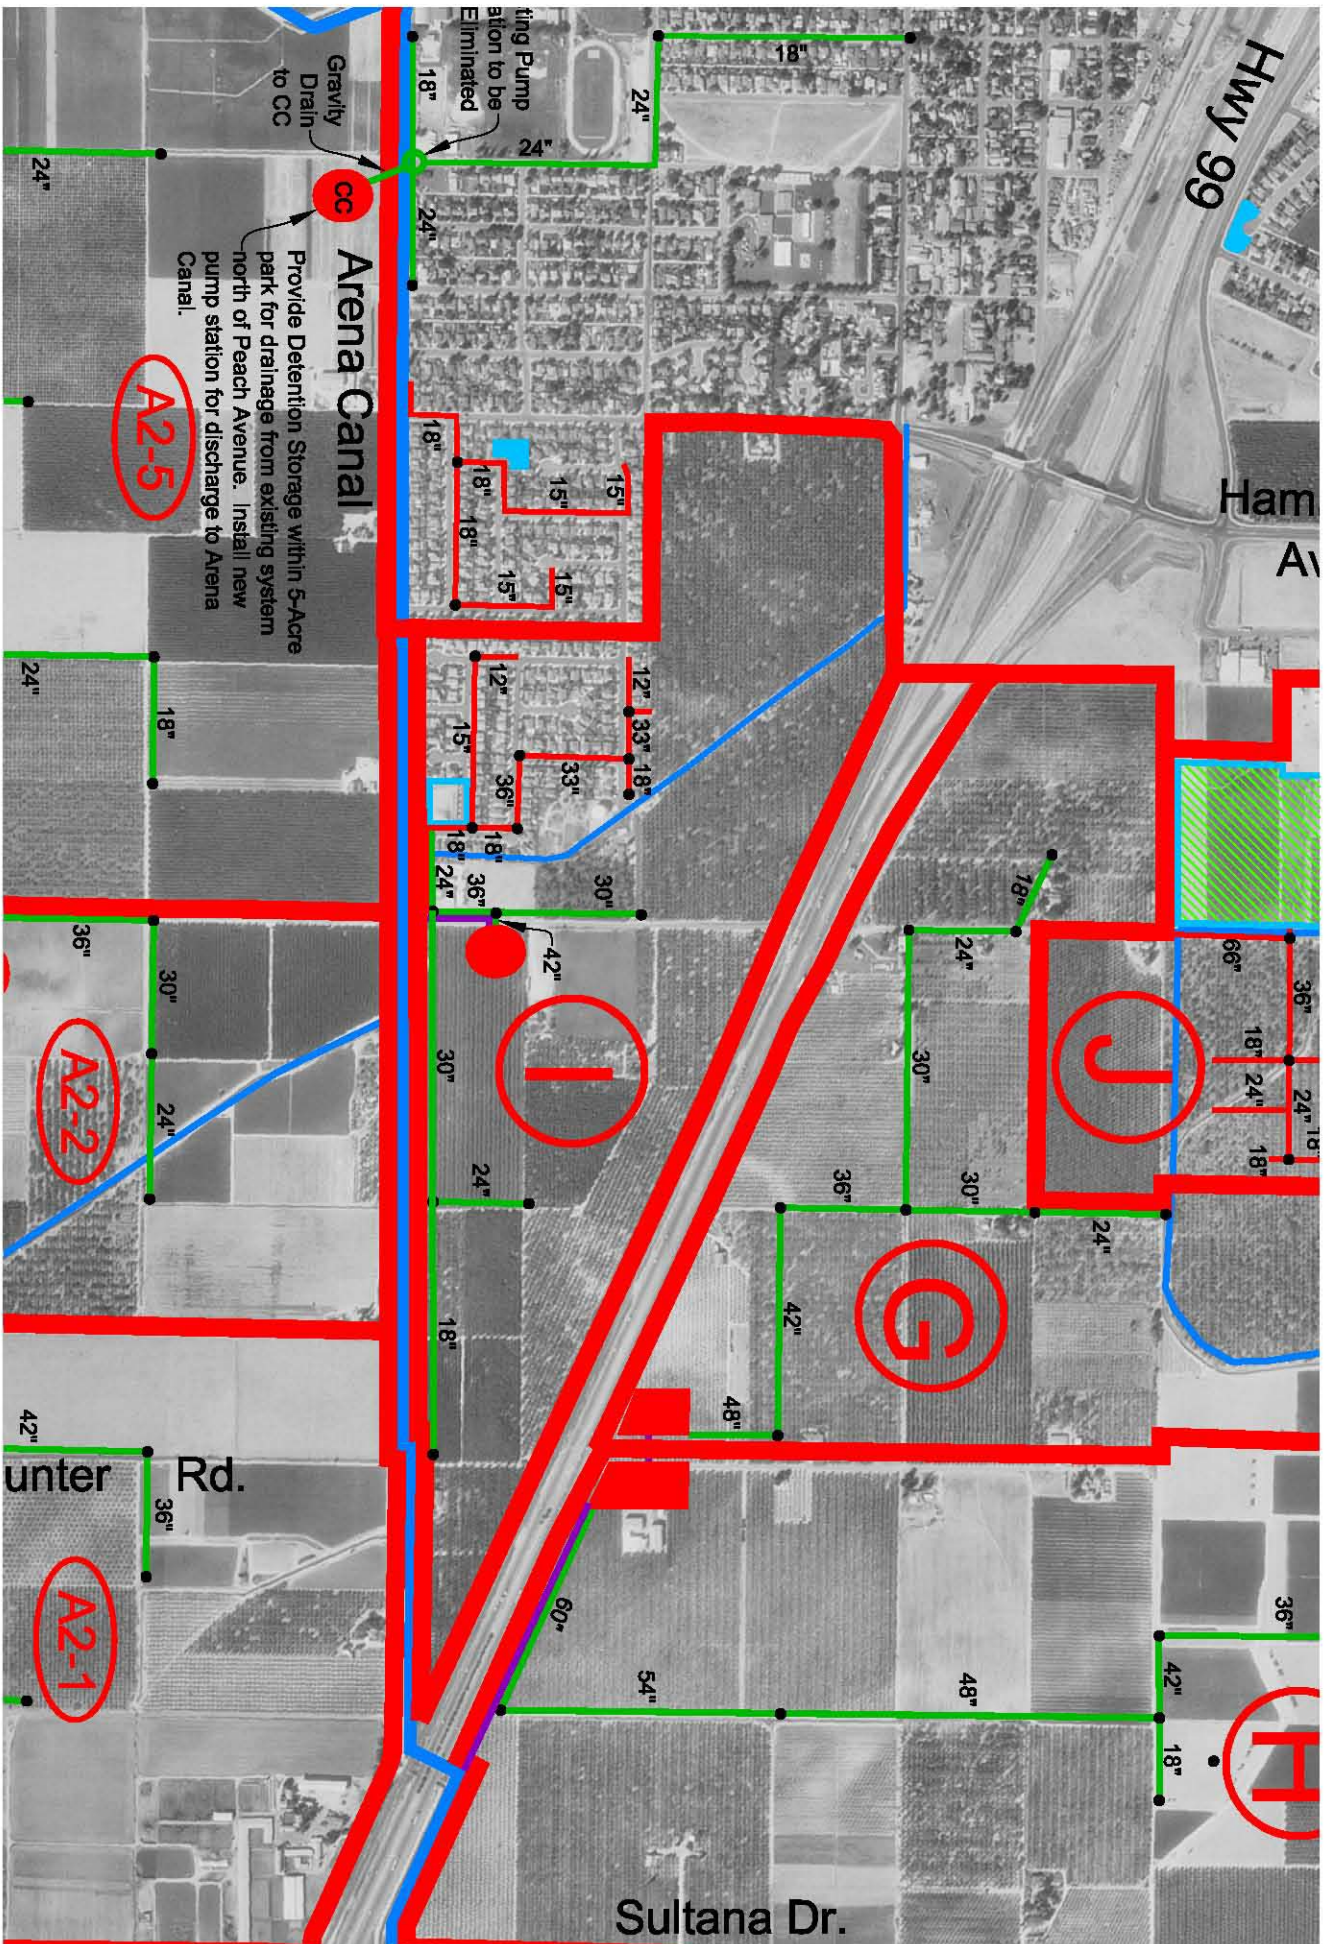 Hwy 99
Ham
Av
ting Pump
ation to be
Eliminated
Gravity
Drain
to CC
CC
Arena Canal
Provide Detention Storage within 5-Acre
park for drainage from existing system
north of Peach Avenue. Install new
pump station for discharge to Arena
Canal.
A2-5
A2-2
A2-1
I
J
G
H
unter Rd.
Sultana Dr.
18"
24"
18"
24"
24"
24"
18"
18"
15"
15"
18"
15"
15"
12"
12"
33"
18"
33"
15"
36"
18"
18"
24"
36"
30"
42"
30"
24"
18"
24"
18"
24"
36"
30"
24"
42"
36"
18"
24"
30"
36"
30"
24"
42"
48"
66"
36"
18"
24"
24"
18"
18"
60"
54"
48"
36"
42"
18"